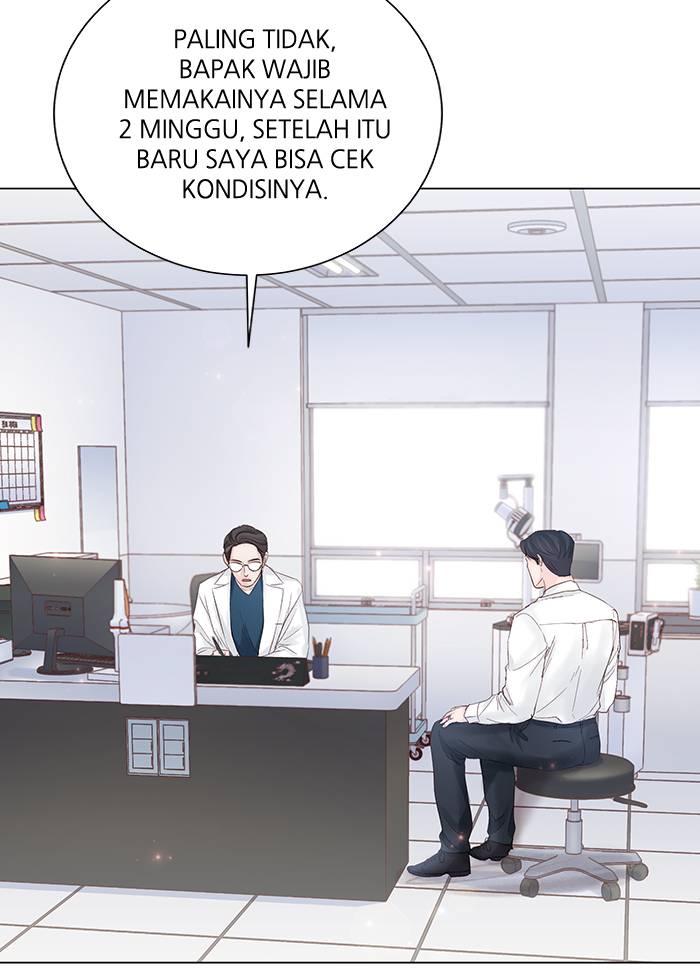 PALING TIDAK,
BAPAK WAJIB
MEMAKAINYA SELAMA
2 MINGGU, SETELAH ITU
BARU SAYA BISA CEK
KONDISINYA.